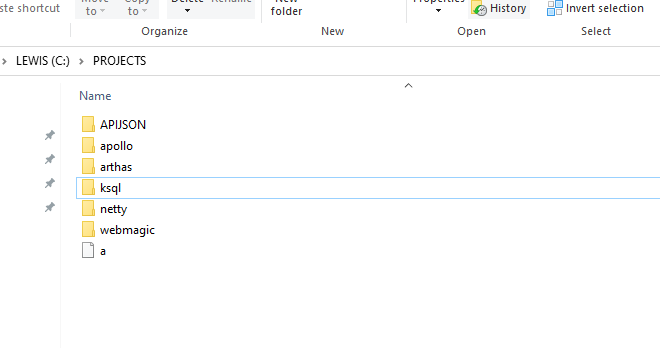 ste shortcut
Move to
Copy to
Delete
Rename
New folder
Properties
History
Invert selection
Organize
New
Open
Select
LEWIS (C:) > PROJECTS
Name
APIJSON
apollo
arthas
ksql
netty
webmagic
a